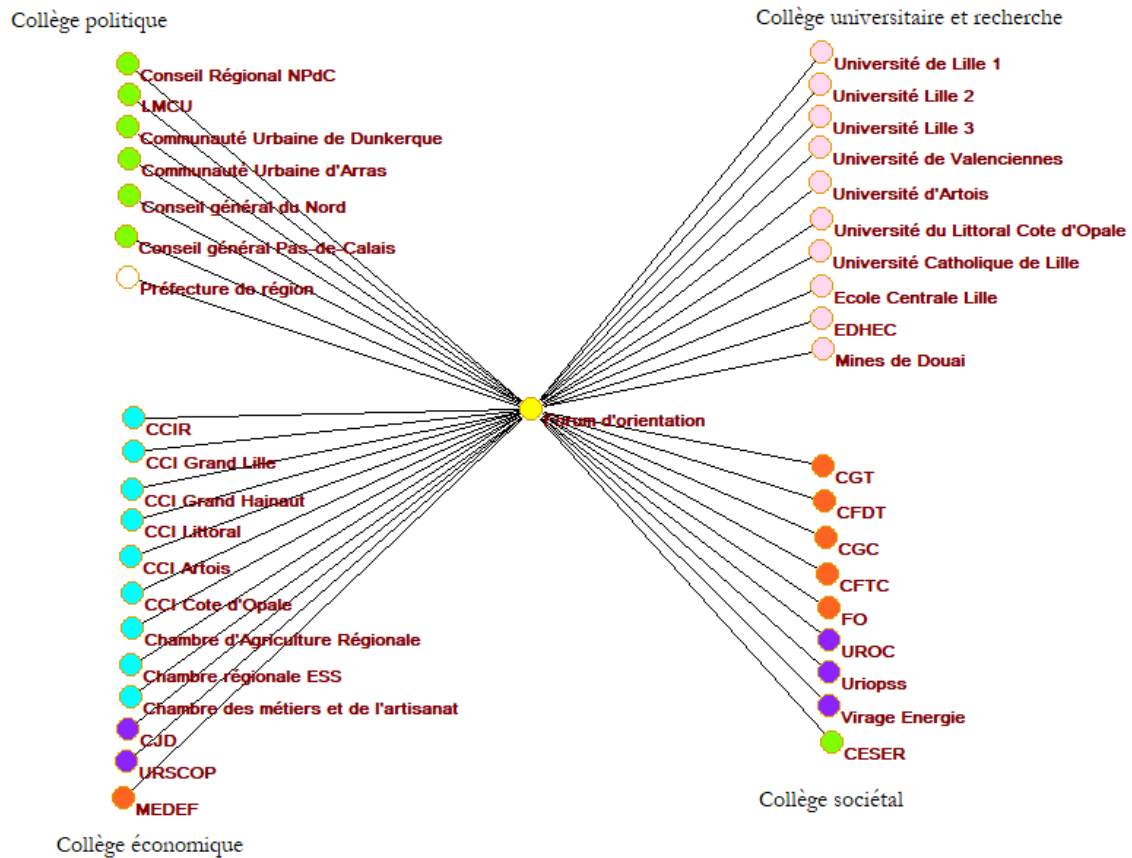 Collège politique
Conseil Régional NPdC
LMCU
Communauté Urbaine de Dunkerque
Communauté Urbaine d'Arras
Conseil général du Nord
Conseil général Pas-de-Calais
Préfecture de région
Collège universitaire et recherche
Université de Lille 1
Université Lille 2
Université Lille 3
Université de Valenciennes
Université d'Artois
Université du Littoral Cote d'Opale
Université Catholique de Lille
Ecole Centrale Lille
EDHEC
Mines de Douai
Forum d'orientation
CCIR
CCI Grand Lille
CCI Grand Hainaut
CCI Littoral
CCI Artois
CCI Cote d'Opale
Chambre d'Agriculture Régionale
Chambre régionale ESS
Chambre des métiers et de l'artisanat
CJD
URSCOP
MEDEF
Collège économique
CGT
CFDT
CGC
CFTC
FO
UROC
Uriopss
Virage Energie
CESER
Collège sociétal